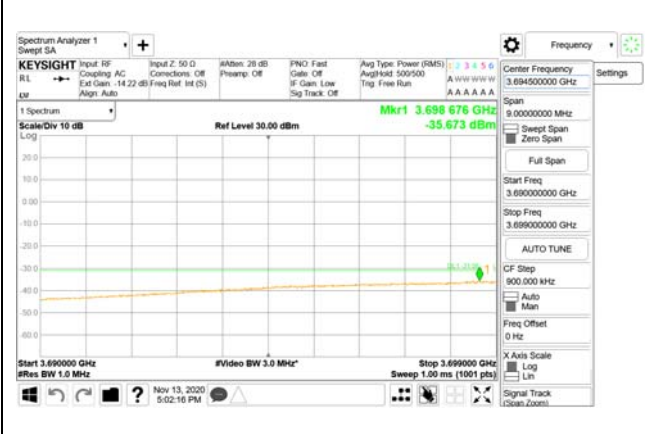 Spectrum Analyzer 1
Swept SA
+
Frequency
KEYSIGHT
RL
Input: RF
Coupling: AC
Ext Gain: -14.22 dB
Align: Auto
Input Z: 50 Ω
Corrections: Off
Freq Ref: Int (S)
#Atten: 28 dB
Preamp: Off
PNO: Fast
Gate: Off
IF Gain: Low
Sig Track: Off
Avg Type: Power (RMS)
Avg|Hold: 500/500
Trig: Free Run
1 2 3 4 5 6
A W W W W W
A A A A A A
1 Spectrum
Scale/Div 10 dB
Log
Ref Level 30.00 dBm
Mkr1 3.698 676 GHz
-35.673 dBm
20.0
10.0
0.00
-10.0
-20.0
-30.0
-40.0
-50.0
-60.0
1
Start 3.690000 GHz
#Res BW 1.0 MHz
#Video BW 3.0 MHz*
Stop 3.699000 GHz
Sweep 1.00 ms (1001 pts)
Nov 13, 2020
5:02:16 PM
?
Center Frequency
3.694500000 GHz
Settings
Span
9.00000000 MHz
Swept Span
Zero Span
Full Span
Start Freq
3.690000000 GHz
Stop Freq
3.699000000 GHz
AUTO TUNE
CF Step
900.000 kHz
Auto
Man
Freq Offset
0 Hz
X Axis Scale
Log
Lin
Signal Track
(Span Zoom)